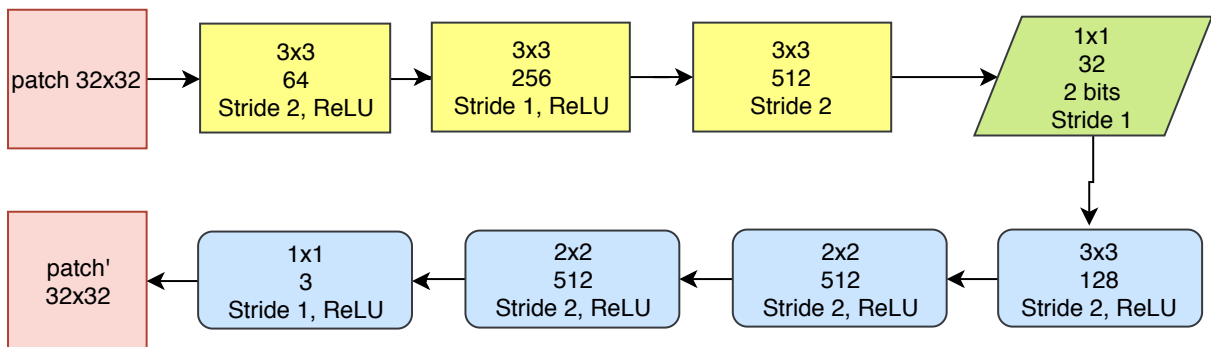 patch 32x32
3x3
64
Stride 2, ReLU
3x3
256
Stride 1, ReLU
3x3
512
Stride 2
1x1
32
2 bits
Stride 1
3x3
128
Stride 2, ReLU
2x2
512
Stride 2, ReLU
2x2
512
Stride 2, ReLU
1x1
3
Stride 1, ReLU
patch'
32x32